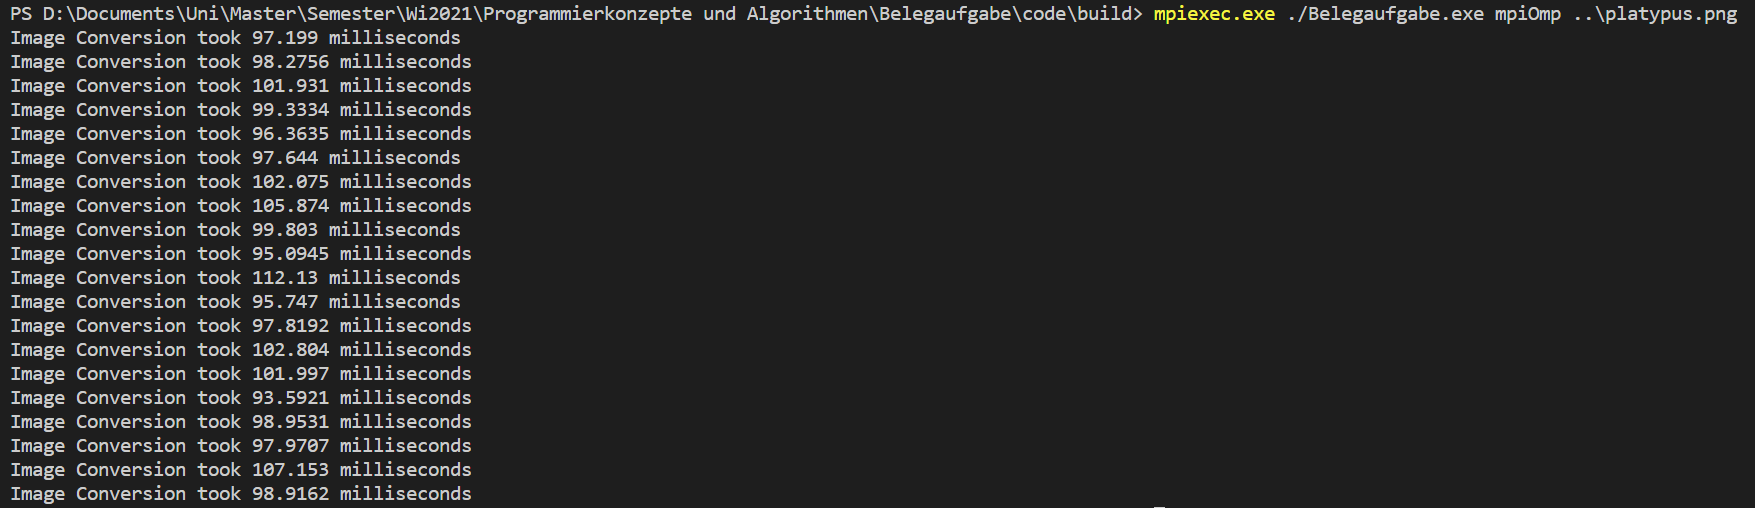 PS D:\Documents\Uni\Master\Semester\Wi2021\Programmierkonzepte und Algorithmen\Belegaufgabe\code\build> mpiexec.exe ./Belegaufgabe.exe mpiOmp ..\platypus.png
Image Conversion took 97.199 milliseconds
Image Conversion took 98.2756 milliseconds
Image Conversion took 101.931 milliseconds
Image Conversion took 99.3334 milliseconds
Image Conversion took 96.3635 milliseconds
Image Conversion took 97.644 milliseconds
Image Conversion took 102.075 milliseconds
Image Conversion took 105.874 milliseconds
Image Conversion took 99.803 milliseconds
Image Conversion took 95.0945 milliseconds
Image Conversion took 112.13 milliseconds
Image Conversion took 95.747 milliseconds
Image Conversion took 97.8192 milliseconds
Image Conversion took 102.804 milliseconds
Image Conversion took 101.997 milliseconds
Image Conversion took 93.5921 milliseconds
Image Conversion took 98.9531 milliseconds
Image Conversion took 97.9707 milliseconds
Image Conversion took 107.153 milliseconds
Image Conversion took 98.9162 milliseconds